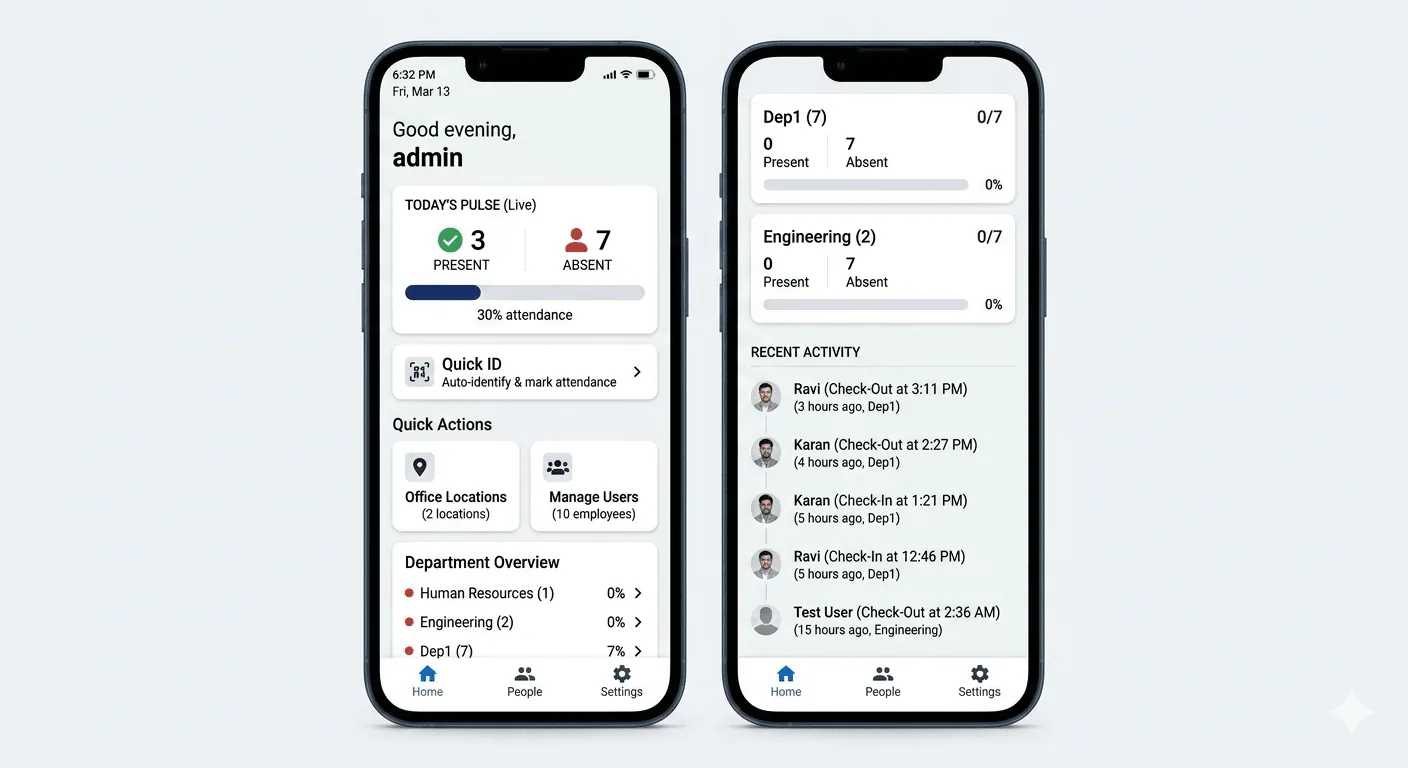 6:32 PM
Fri, Mar 13
Good evening,
admin
TODAY'S PULSE (Live)
3
PRESENT
7
ABSENT
30% attendance
Quick ID
Auto-identify & mark attendance
Quick Actions
Office Locations
(2 locations)
Manage Users
(10 employees)
Department Overview
Human Resources (1) 0%
Engineering (2) 0%
Dep1 (7) 7%
Home People Settings
Dep1 (7) 0/7
0 7
Present Absent
0%
Engineering (2) 0/7
0 7
Present Absent
0%
RECENT ACTIVITY
Ravi (Check-Out at 3:11 PM)
(3 hours ago, Dep1)
Karan (Check-Out at 2:27 PM)
(4 hours ago, Dep1)
Karan (Check-In at 1:21 PM)
(5 hours ago, Dep1)
Ravi (Check-In at 12:46 PM)
(5 hours ago, Dep1)
Test User (Check-Out at 2:36 AM)
(15 hours ago, Engineering)
Home People Settings